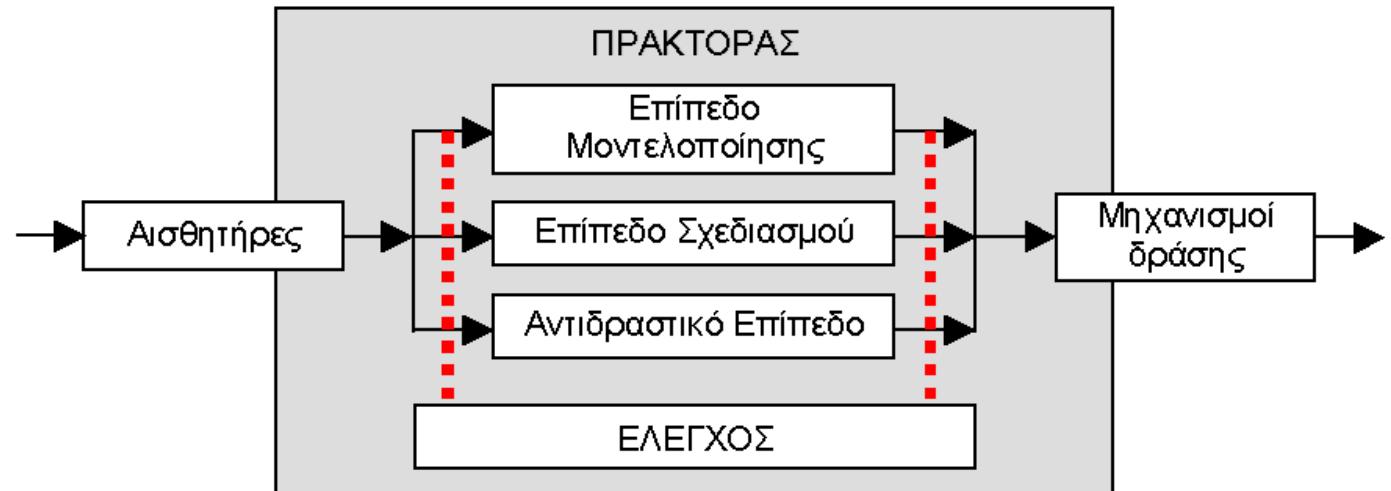 ΠΡΑΚΤΟΡΑΣ
Επίπεδο
Μοντελοποίησης
Αισθητήρες
Επίπεδο Σχεδιασμού
Μηχανισμοί
δράσης
Αντιδραστικό Επίπεδο
ΕΛΕΓΧΟΣ